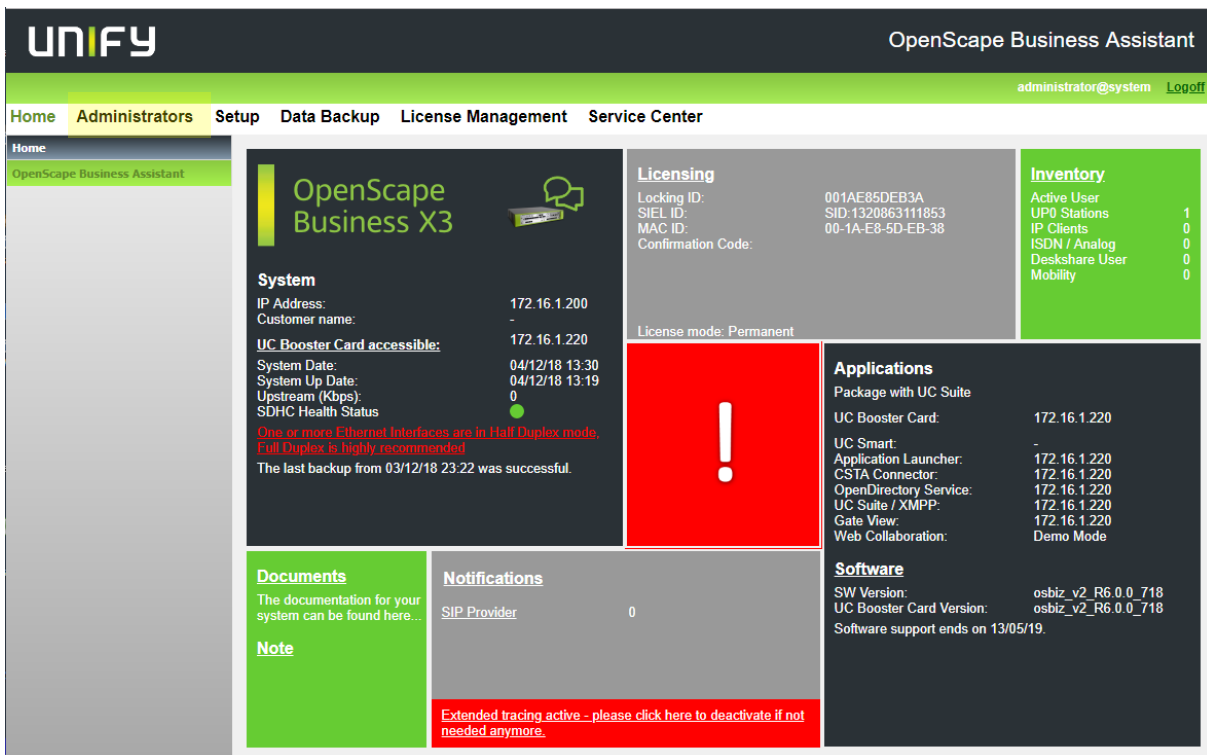 UNIFY
OpenScape Business Assistant
administrator@system Logoff
Home Administrators Setup Data Backup License Management Service Center
Home
OpenScape Business Assistant
OpenScape
Business X3
System
IP Address: 172.16.1.200
Customer name: -
UC Booster Card accessible: 172.16.1.220
System Date: 04/12/18 13:30
System Up Date: 04/12/18 13:19
Upstream (Kbps): 0
SDHC Health Status
One or more Ethernet Interfaces are in Half Duplex mode,
Full Duplex is highly recommended
The last backup from 03/12/18 23:22 was successful.
Licensing
Locking ID: 001AE85DEB3A
SIEL ID: SID:1320863111853
MAC ID: 00-1A-E8-5D-EB-38
Confirmation Code:
License mode: Permanent
Inventory
Active User
UP0 Stations 1
IP Clients 0
ISDN / Analog 0
Deskshare User 0
Mobility 0
!
Applications
Package with UC Suite
UC Booster Card: 172.16.1.220
UC Smart: -
Application Launcher: 172.16.1.220
CSTA Connector: 172.16.1.220
OpenDirectory Service: 172.16.1.220
UC Suite / XMPP: 172.16.1.220
Gate View: 172.16.1.220
Web Collaboration: Demo Mode
Software
SW Version: osbiz_v2_R6.0.0_718
UC Booster Card Version: osbiz_v2_R6.0.0_718
Software support ends on 13/05/19.
Documents
The documentation for your
system can be found here...
Note
Notifications
SIP Provider 0
Extended tracing active - please click here to deactivate if not
needed anymore.